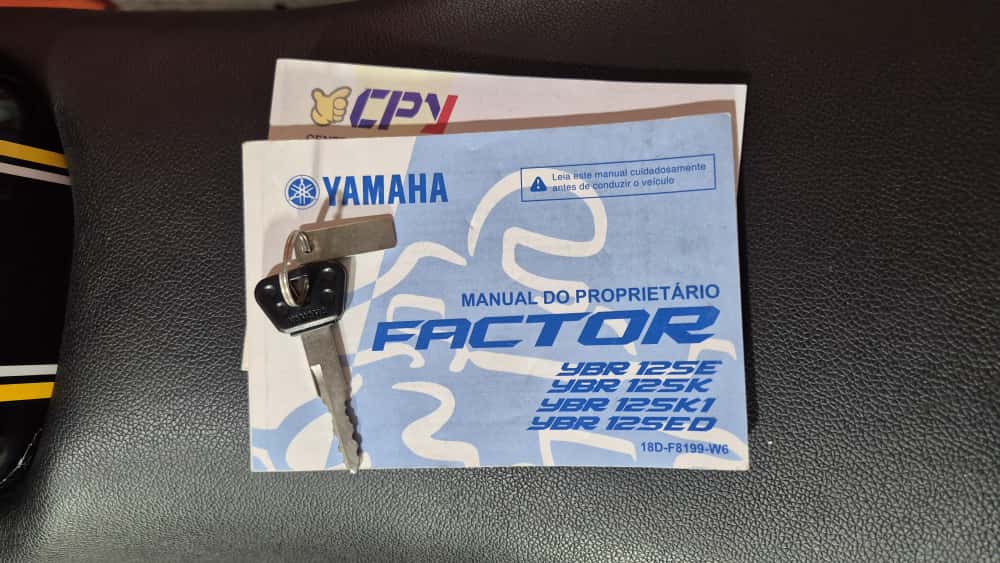 CPY
YAMAHA
Leia este manual cuidadosamente
antes de conduzir o veículo
MANUAL DO PROPRIETÁRIO
FACTOR
YBR 125E
YBR 125K
YBR 125K1
YBR 125ED
18D-F8199-W6